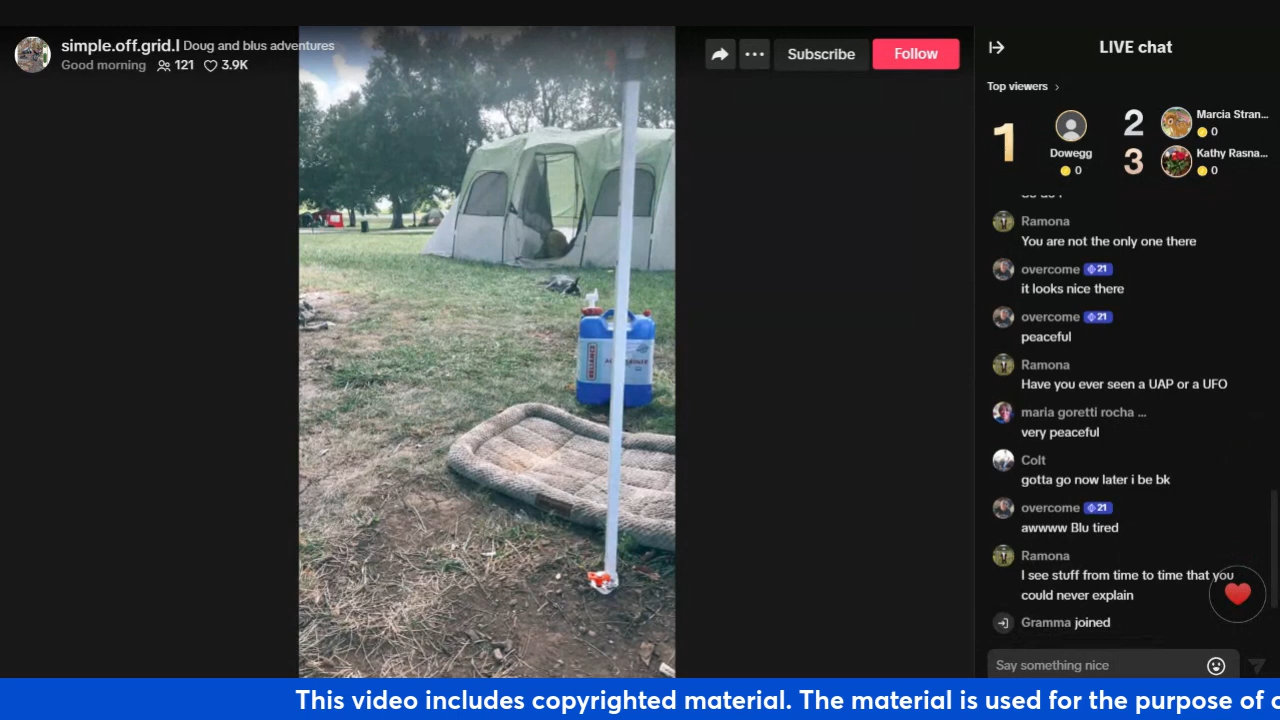 simple.off.grid.l Doug and blus adventures
Good morning 121 3.9K
Subscribe
Follow
RELIANCE
LIVE chat
Top viewers
1
Dowegg
0
2
Marcia Stran...
0
3
Kathy Rasna...
0
Ramona
You are not the only one there
overcome 21
it looks nice there
overcome 21
peaceful
Ramona
Have you ever seen a UAP or a UFO
maria goretti rocha ...
very peaceful
Colt
gotta go now later i be bk
overcome 21
awwww Blu tired
Ramona
I see stuff from time to time that you
could never explain
Gramma joined
Say something nice
This video includes copyrighted material. The material is used for the purpose of